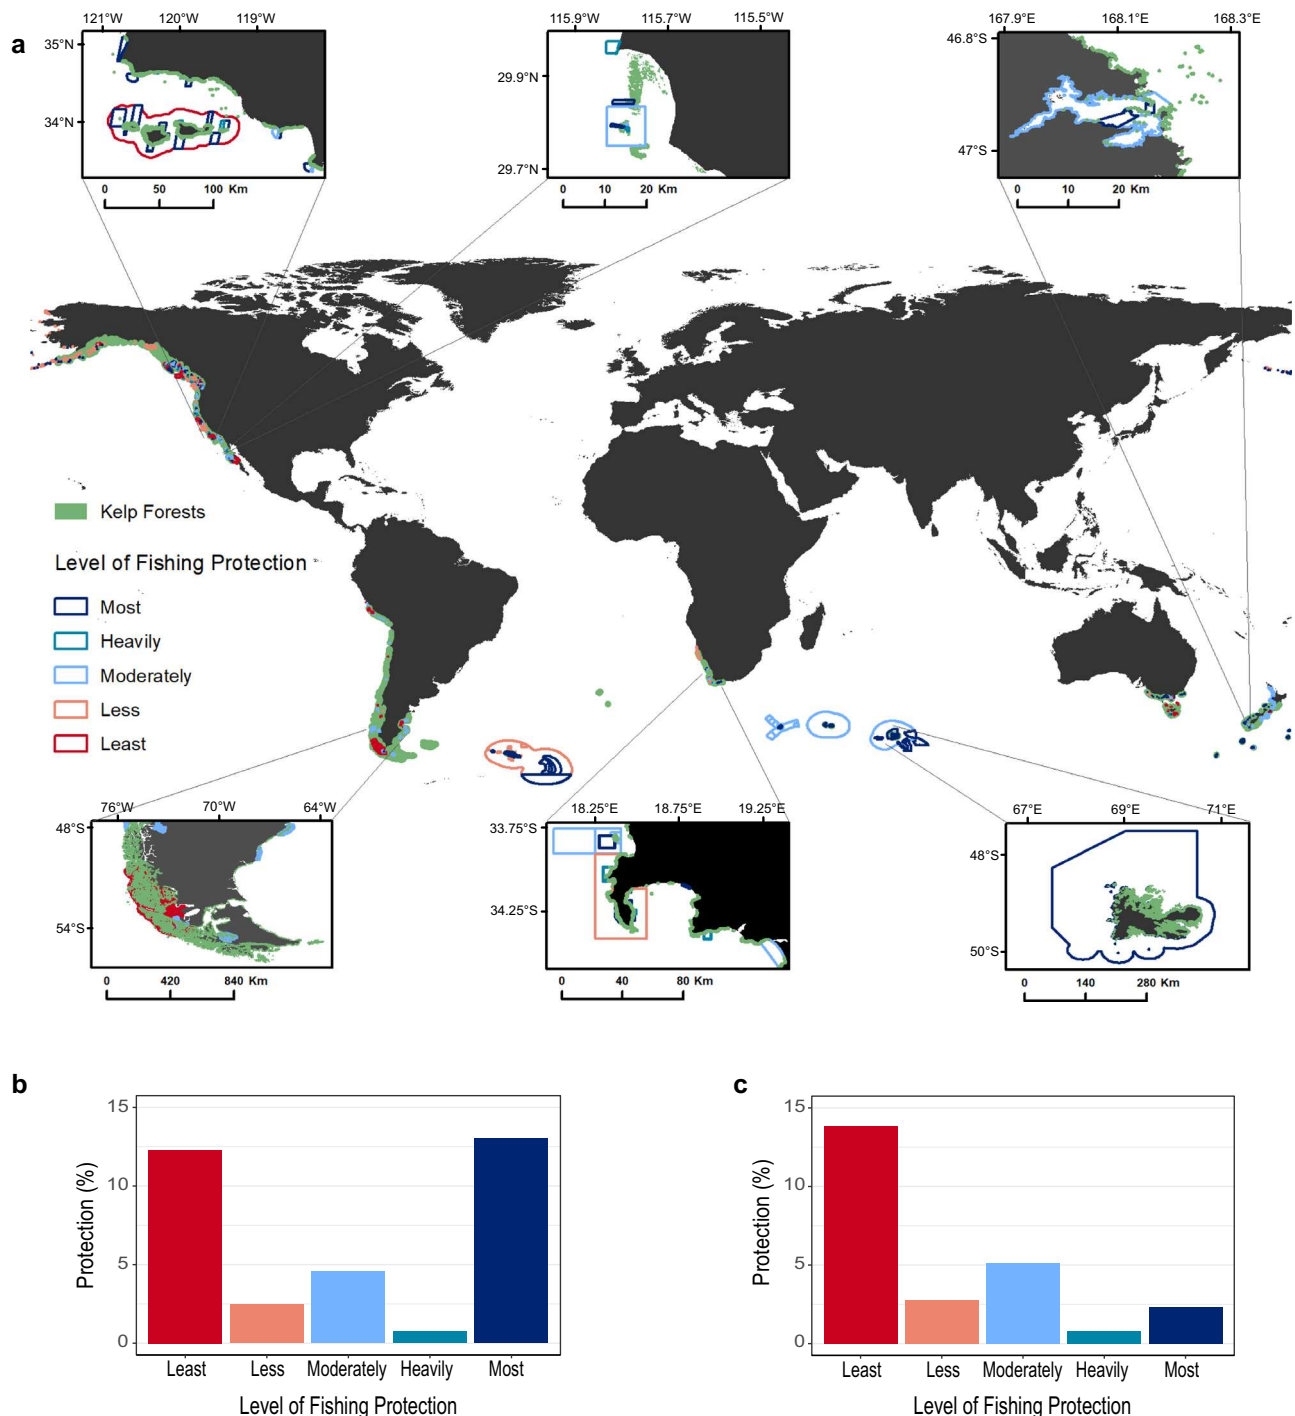 a
121°W 120°W 119°W
35°N
34°N
0 50 100 Km
115.9°W 115.7°W 115.5°W
29.9°N
29.7°N
0 10 20 Km
167.9°E 168.1°E 168.3°E
46.8°S
47°S
0 10 20 Km
Kelp Forests
Level of Fishing Protection
Most
Heavily
Moderately
Less
Least
76°W 70°W 64°W
48°S
54°S
0 420 840 Km
18.25°E 18.75°E 19.25°E
33.75°S
34.25°S
0 40 80 Km
67°E 69°E 71°E
48°S
50°S
0 140 280 Km
b
Protection (%)
15
10
5
0
Least Less Moderately Heavily Most
Level of Fishing Protection
c
Protection (%)
15
10
5
0
Least Less Moderately Heavily Most
Level of Fishing Protection